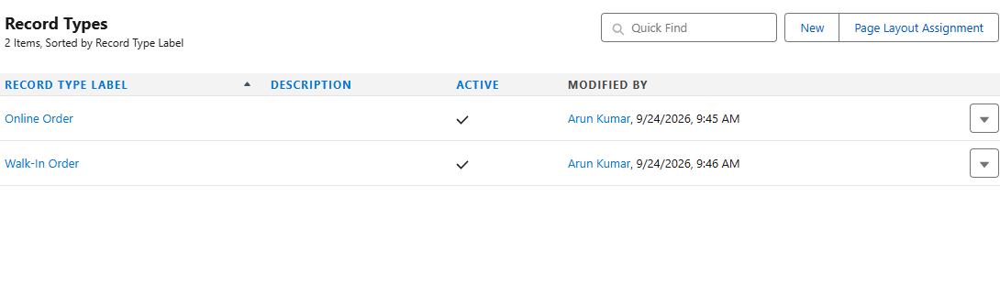 Record Types
2 Items, Sorted by Record Type Label
Quick Find
New
Page Layout Assignment
RECORD TYPE LABEL DESCRIPTION ACTIVE MODIFIED BY
Online Order Arun Kumar, 9/24/2026, 9:45 AM
Walk-In Order Arun Kumar, 9/24/2026, 9:46 AM